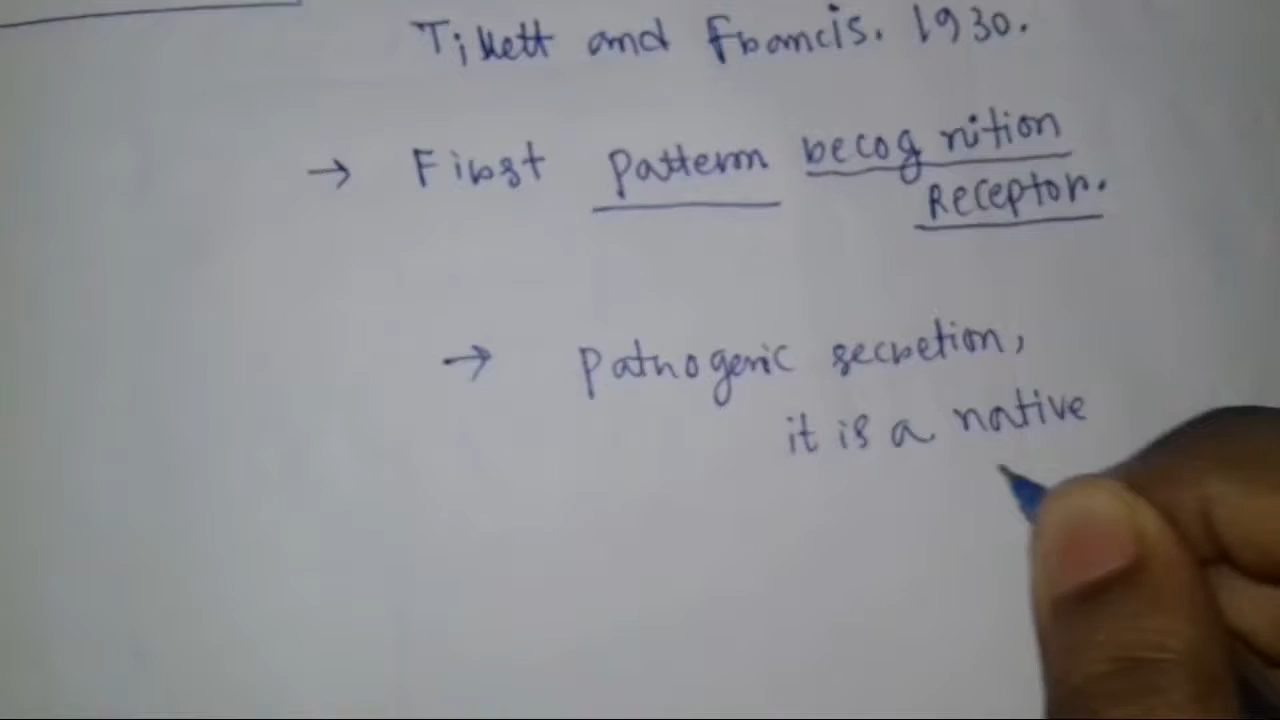 Tillett and Francis. 1930.
→ First Pattern recognition
Receptor.
→ Pathogenic secretion,
it is a native